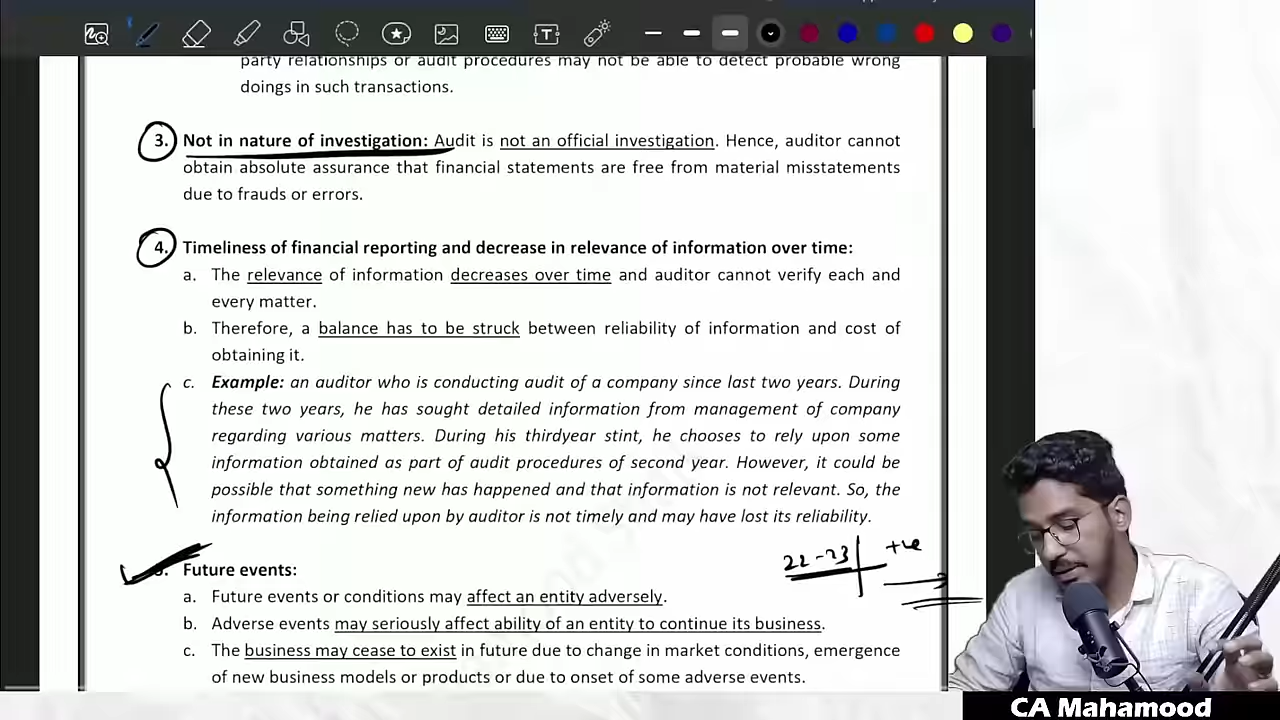 party relationships or audit procedures may not be able to detect probable wrong
doings in such transactions.
3. Not in nature of investigation: Audit is not an official investigation. Hence, auditor cannot
obtain absolute assurance that financial statements are free from material misstatements
due to frauds or errors.
4. Timeliness of financial reporting and decrease in relevance of information over time:
a. The relevance of information decreases over time and auditor cannot verify each and
every matter.
b. Therefore, a balance has to be struck between reliability of information and cost of
obtaining it.
c. Example: an auditor who is conducting audit of a company since last two years. During
these two years, he has sought detailed information from management of company
regarding various matters. During his thirdyear stint, he chooses to rely upon some
information obtained as part of audit procedures of second year. However, it could be
possible that something new has happened and that information is not relevant. So, the
information being relied upon by auditor is not timely and may have lost its reliability.
22-23 +ve
Future events:
a. Future events or conditions may affect an entity adversely.
b. Adverse events may seriously affect ability of an entity to continue its business.
c. The business may cease to exist in future due to change in market conditions, emergence
of new business models or products or due to onset of some adverse events.
CA Mahamood